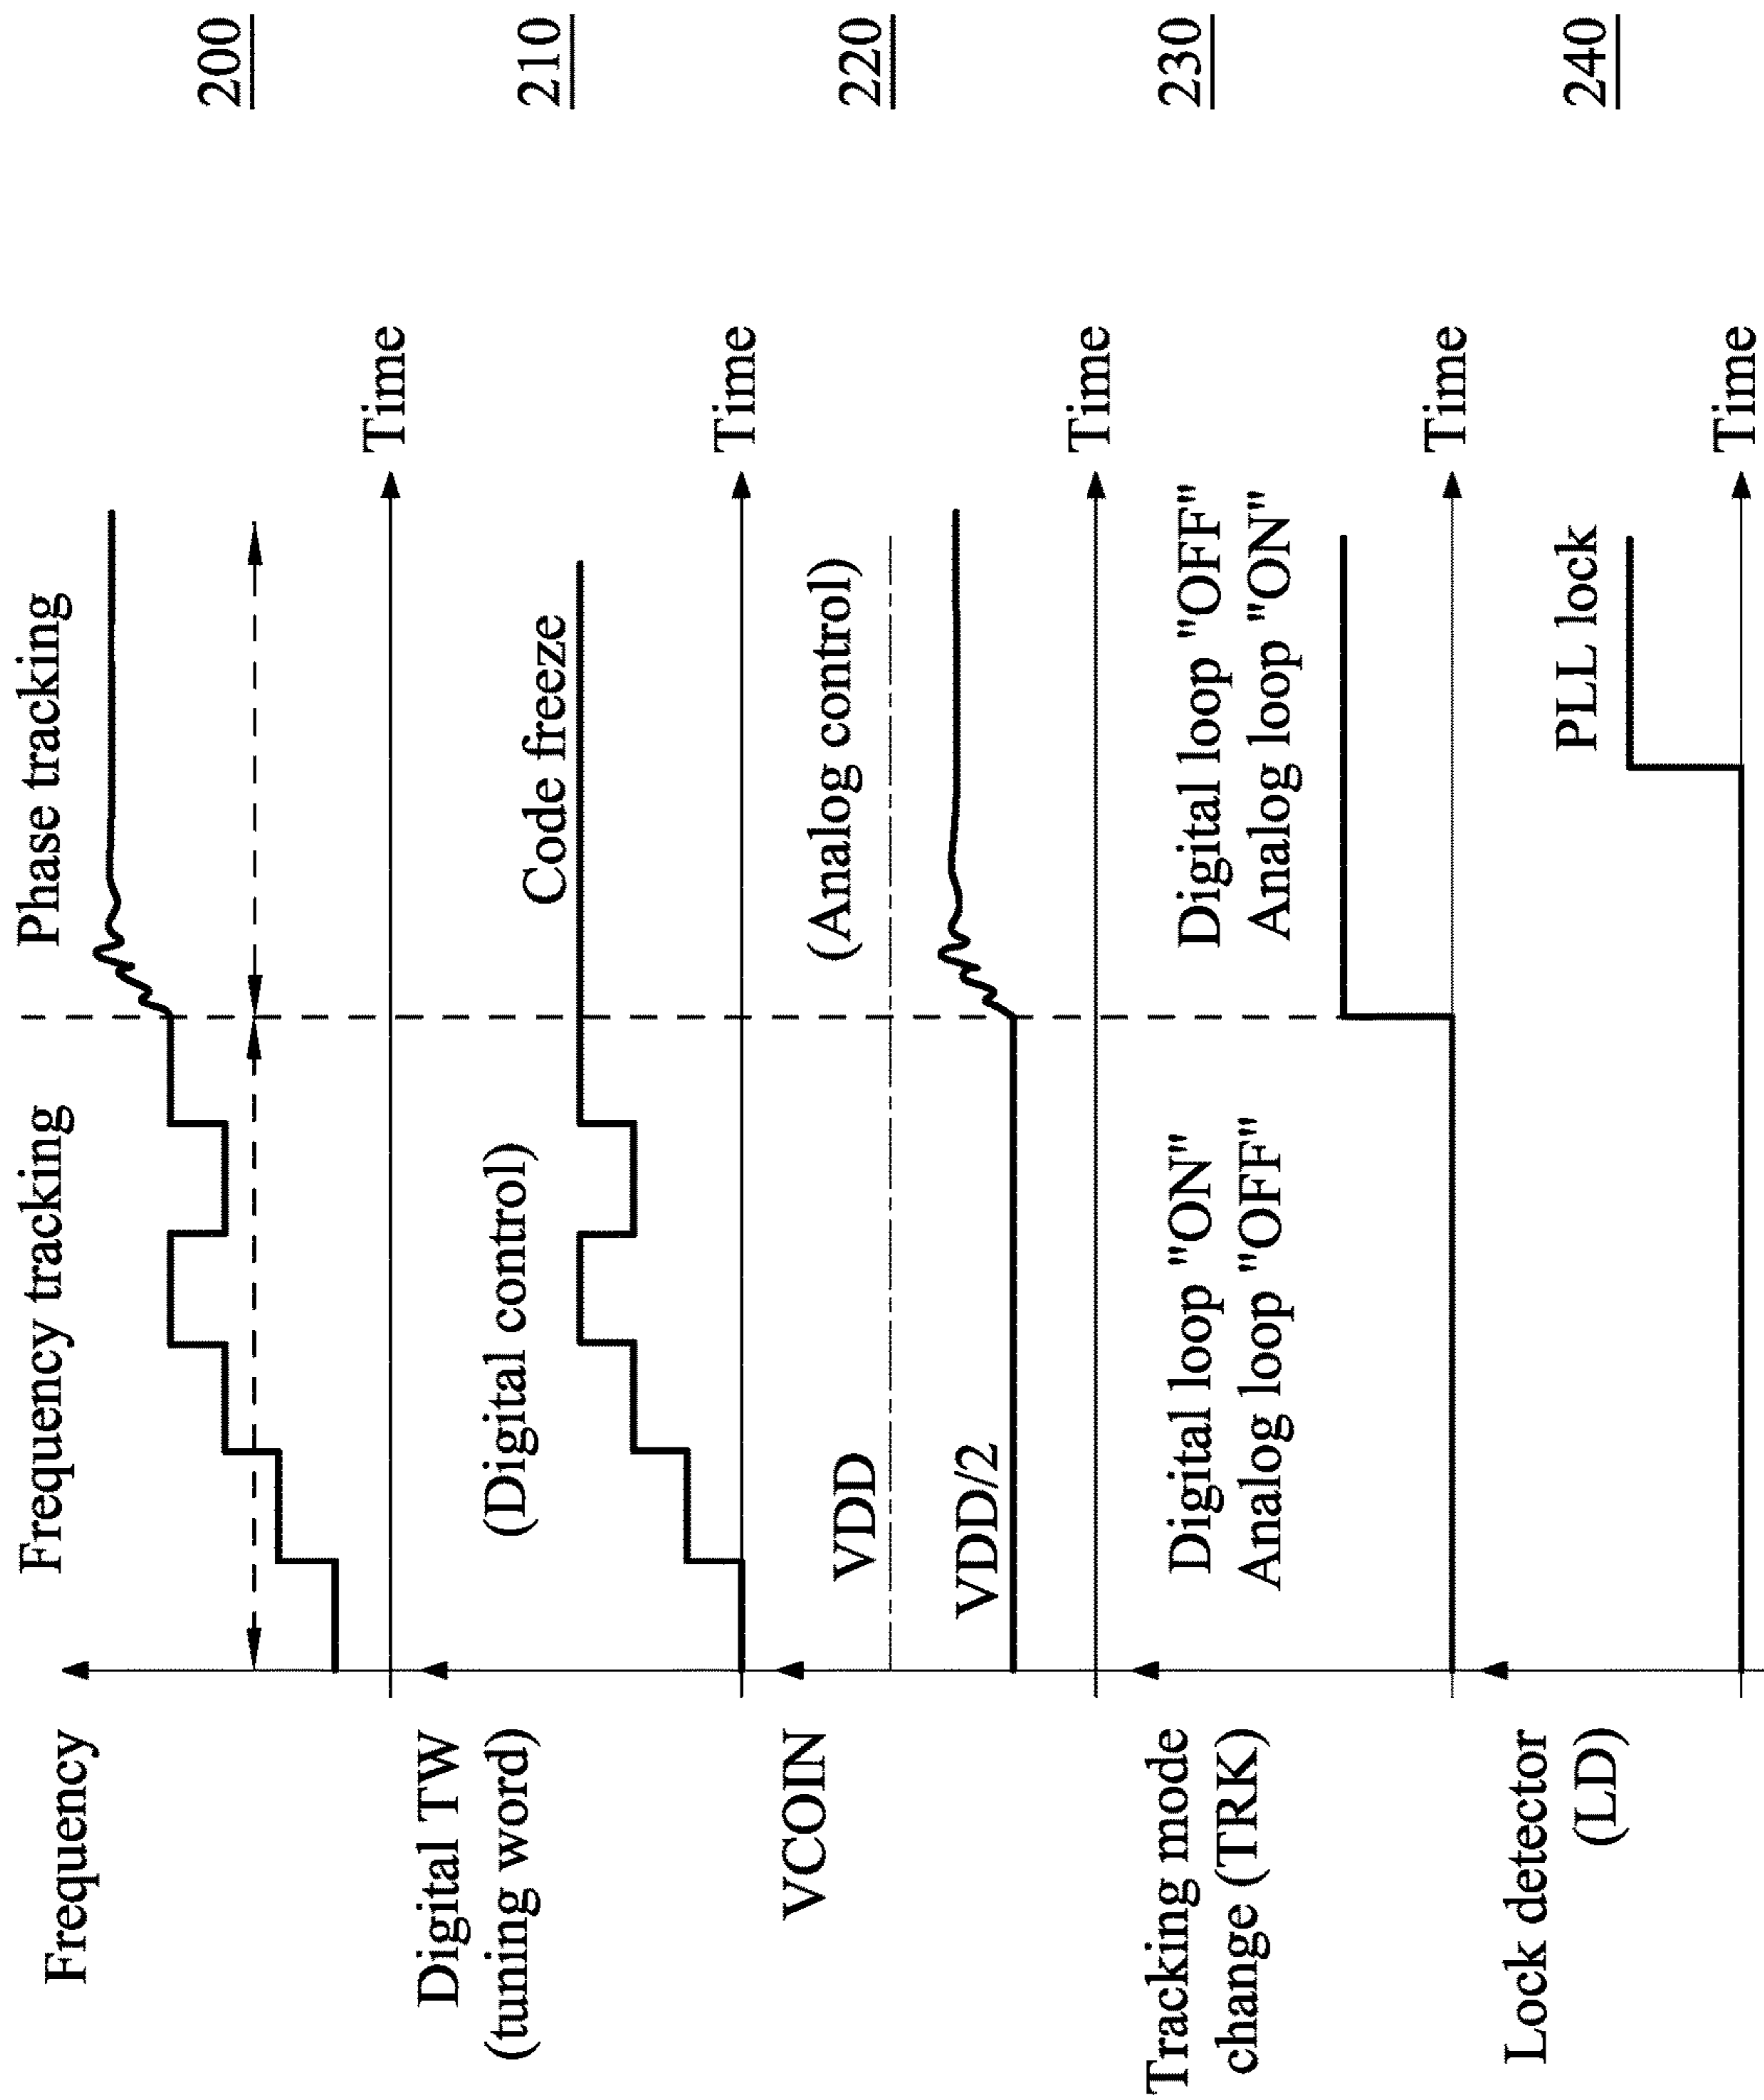 Frequency tracking
Phase tracking
Frequency
200
Time
Digital TW
(tuning word)
(Digital control)
Code freeze
210
Time
VCOIN
VDD
(Analog control)
220
VDD/2
Time
Tracking mode
change (TRK)
Digital loop "ON"
Analog loop "OFF"
Digital loop "OFF"
Analog loop "ON"
230
Time
Lock detector
(LD)
PLL lock
240
Time